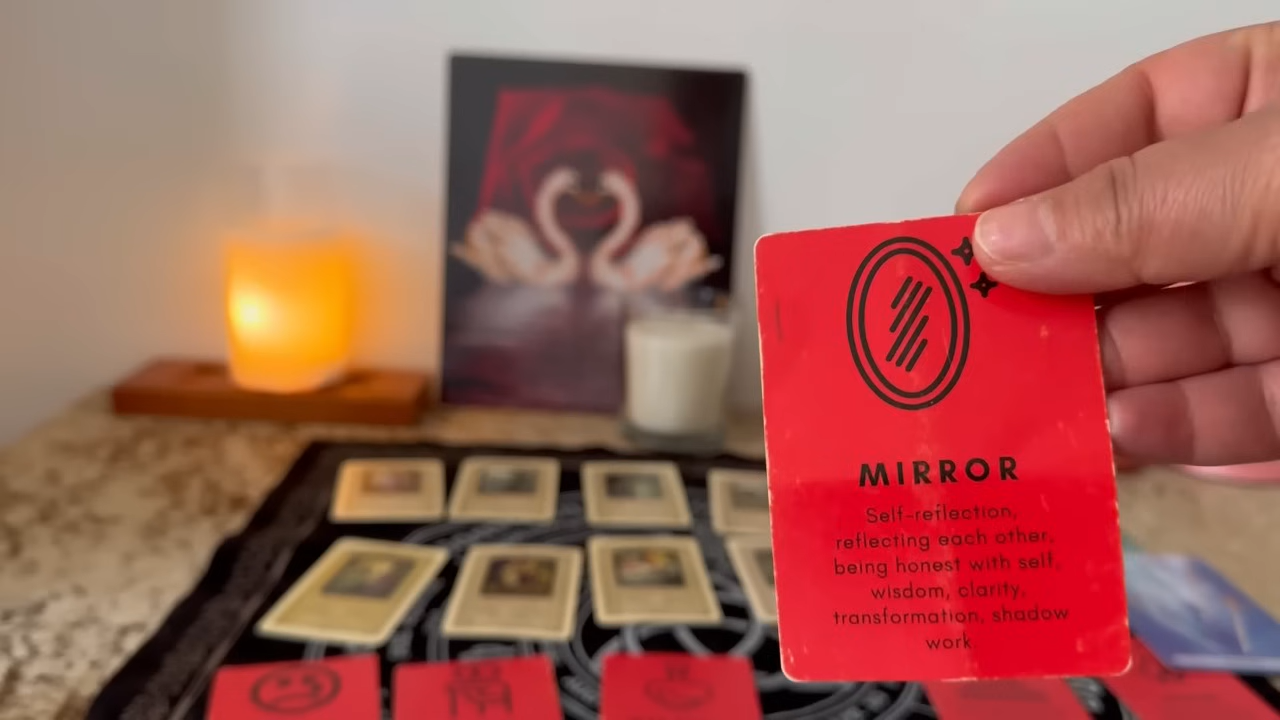 MIRROR
Self-reflection,
reflecting each other,
being honest with self,
wisdom, clarity,
transformation, shadow
work